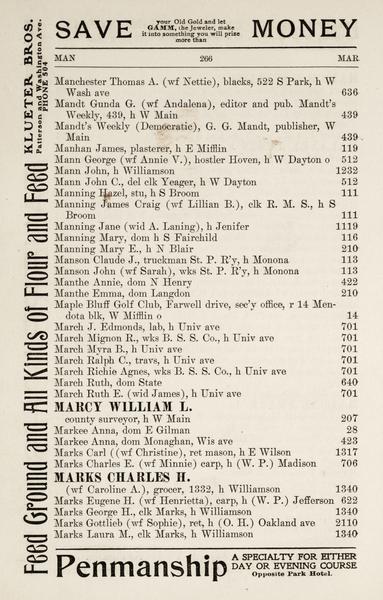 SAVE your Old Gold and let GAMM, the Jeweler, make it into something you will prize more than MONEY
KLUETER BROS.
Patterson and Washington Ave.
PHONE 504
Feed Ground and All Kinds of Flour and Feed
MAN 266 MAR
Manchester Thomas A. (wf Nettie), blacks, 522 S Park, h W
Wash ave 636
Mandt Gunda G. (wf Andalena), editor and pub. Mandt's
Weekly, 439, h W Main 439
Mandt's Weekly (Democratic), G. G. Mandt, publisher, W
Main 439
Manhan James, plasterer, h E Mifflin 119
Mann George (wf Annie V.), hostler Hoven, h W Dayton o 512
Mann John, h Williamson 1232
Mann John C., del clk Yeager, h W Dayton 512
Manning Hazel, stu, h S Broom 111
Manning James Craig (wf Lillian B.), clk R. M. S., h S
Broom 111
Manning Jane (wid A. Laning), h Jenifer 1119
Manning Mary, dom h S Fairchild 116
Manning Mary E., h N Blair 210
Manson Claude J., truckman St. P. R'y, h Monona 113
Manson John (wf Sarah), wks St. P. R'y, h Monona 113
Manthe Annie, dom N Henry 422
Manthe Emma, dom Langdon 210
Maple Bluff Golf Club, Farwell drive, sec'y office, r 14 Men-
dota blk, W Mifflin o 14
March J. Edmonds, lab, h Univ ave 701
March Mignon R., wks B. S. S. Co., h Univ ave 701
March Myra B., h Univ ave 701
March Ralph C., travs, h Univ ave 701
March Richie Agnes, wks B. S. S. Co., h Univ ave 701
March Ruth, dom State 640
March Ruth E. (wid James), h Univ ave 701
MARCY WILLIAM L.
county surveyor, h W Main 207
Markee Anna, dom E Gilman 28
Markee Anna, dom Monaghan, Wis ave 423
Marks Carl ((wf Christine), ret mason, h E Wilson 1317
Marks Charles E. (wf Minnie) carp, h (W. P.) Madison 706
MARKS CHARLES H.
(wf Caroline A.), grocer, 1332, h Williamson 1340
Marks Eugene H. (wf Henrietta), carp, h (W. P.) Jefferson 622
Marks George H., clk Marks, h Williamson 1340
Marks Gottlieb (wf Sophie), ret, h (O. H.) Oakland ave 2110
Marks Laura M., clk Marks, h Williamson 1340
Penmanship A SPECIALTY FOR EITHER
DAY OR EVENING COURSE
Opposite Park Hotel.